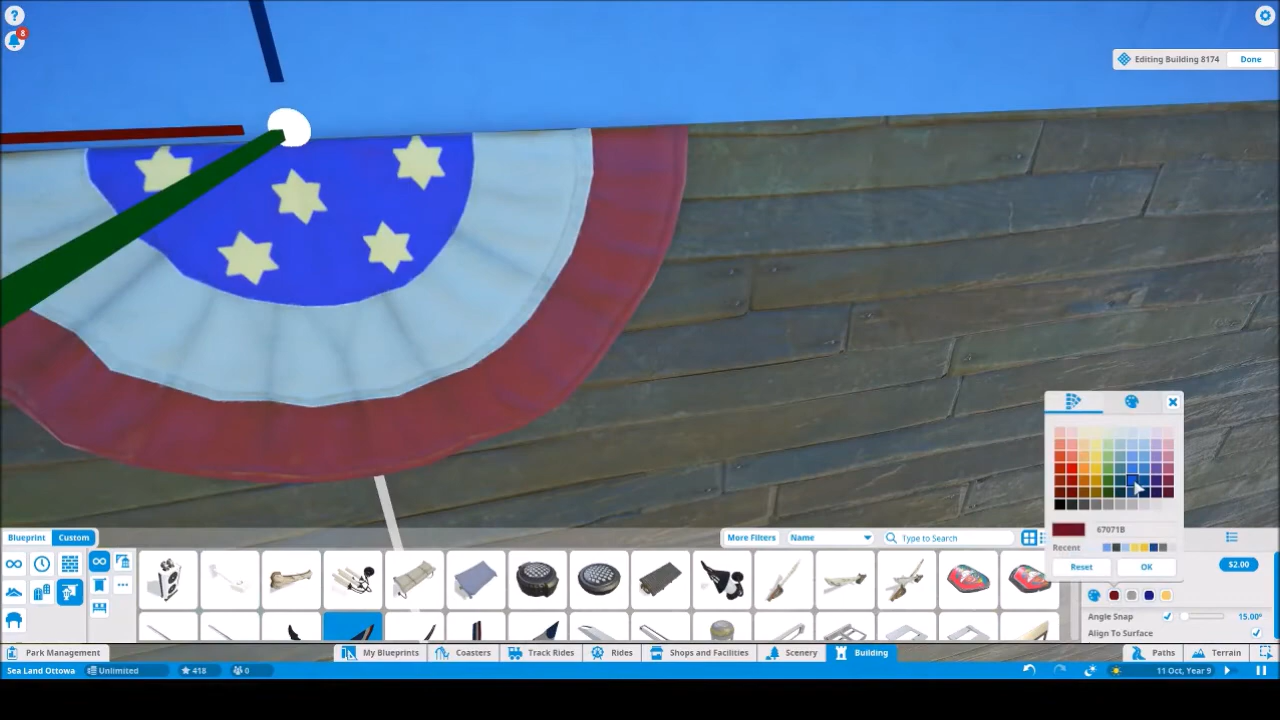 ?
8
Editing Building 8174 Done
67071B
Recent
Reset OK
Blueprint Custom More Filters Name Type to Search
$2.00
Angle Snap 15.00°
Align To Surface
Park Management My Blueprints Coasters Track Rides Rides Shops and Facilities Scenery Building Paths Terrain
Sea Land Ottowa Unlimited 418 0 11 Oct, Year 9